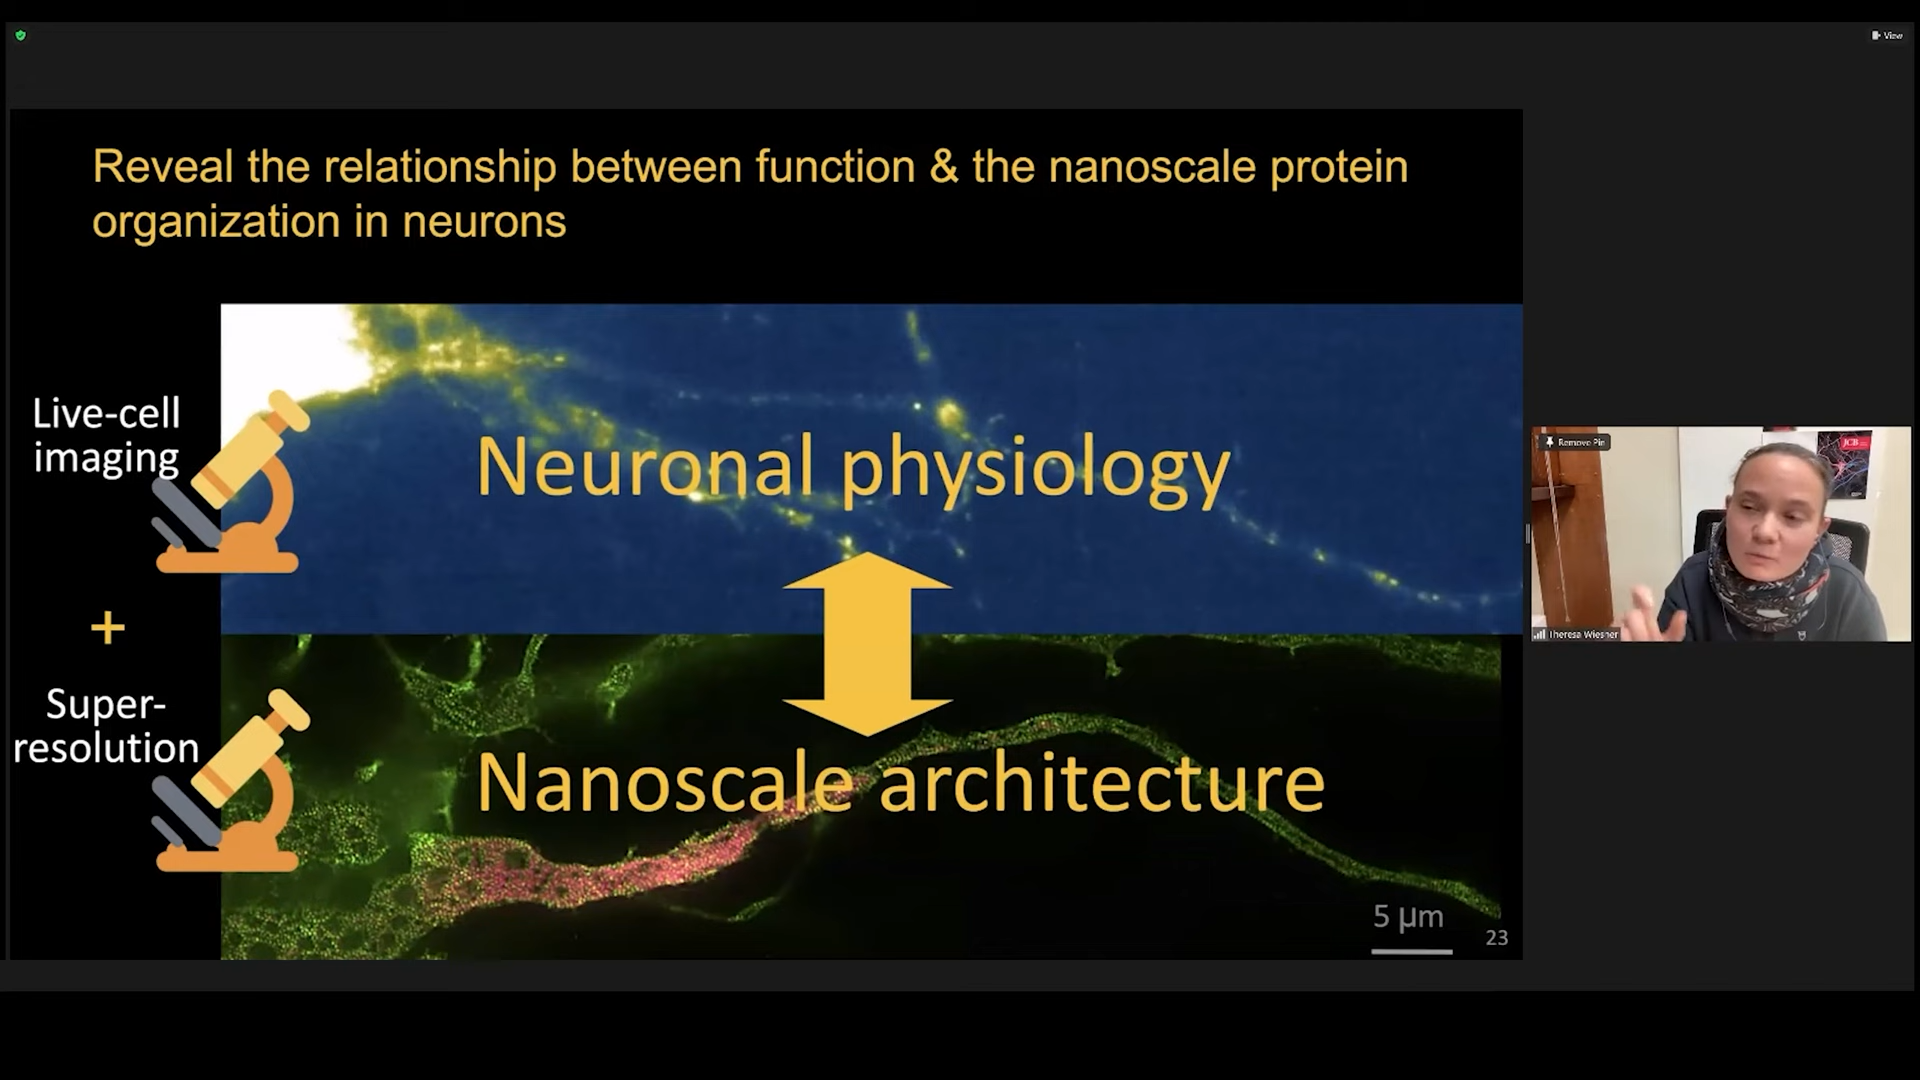 View
Reveal the relationship between function & the nanoscale protein
organization in neurons
Live-cell
imaging
Neuronal physiology
+
Super-
resolution
Nanoscale architecture
5 µm
23
Remove Pin
JCB
Theresa Wiesner